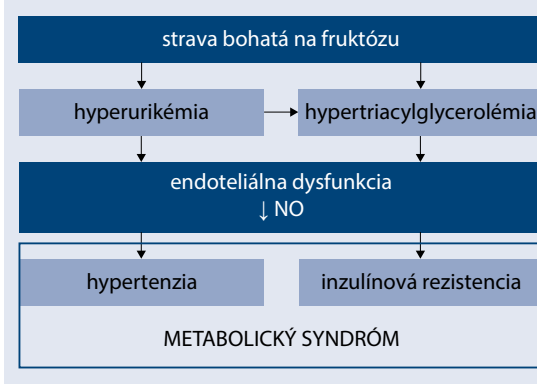 strava bohatá na fruktózu
hyperurikémia
hypertriacylglycerolémia
endoteliálna dysfunkcia
↓ NO
hypertenzia
inzulínová rezistencia
METABOLICKÝ SYNDRÓM